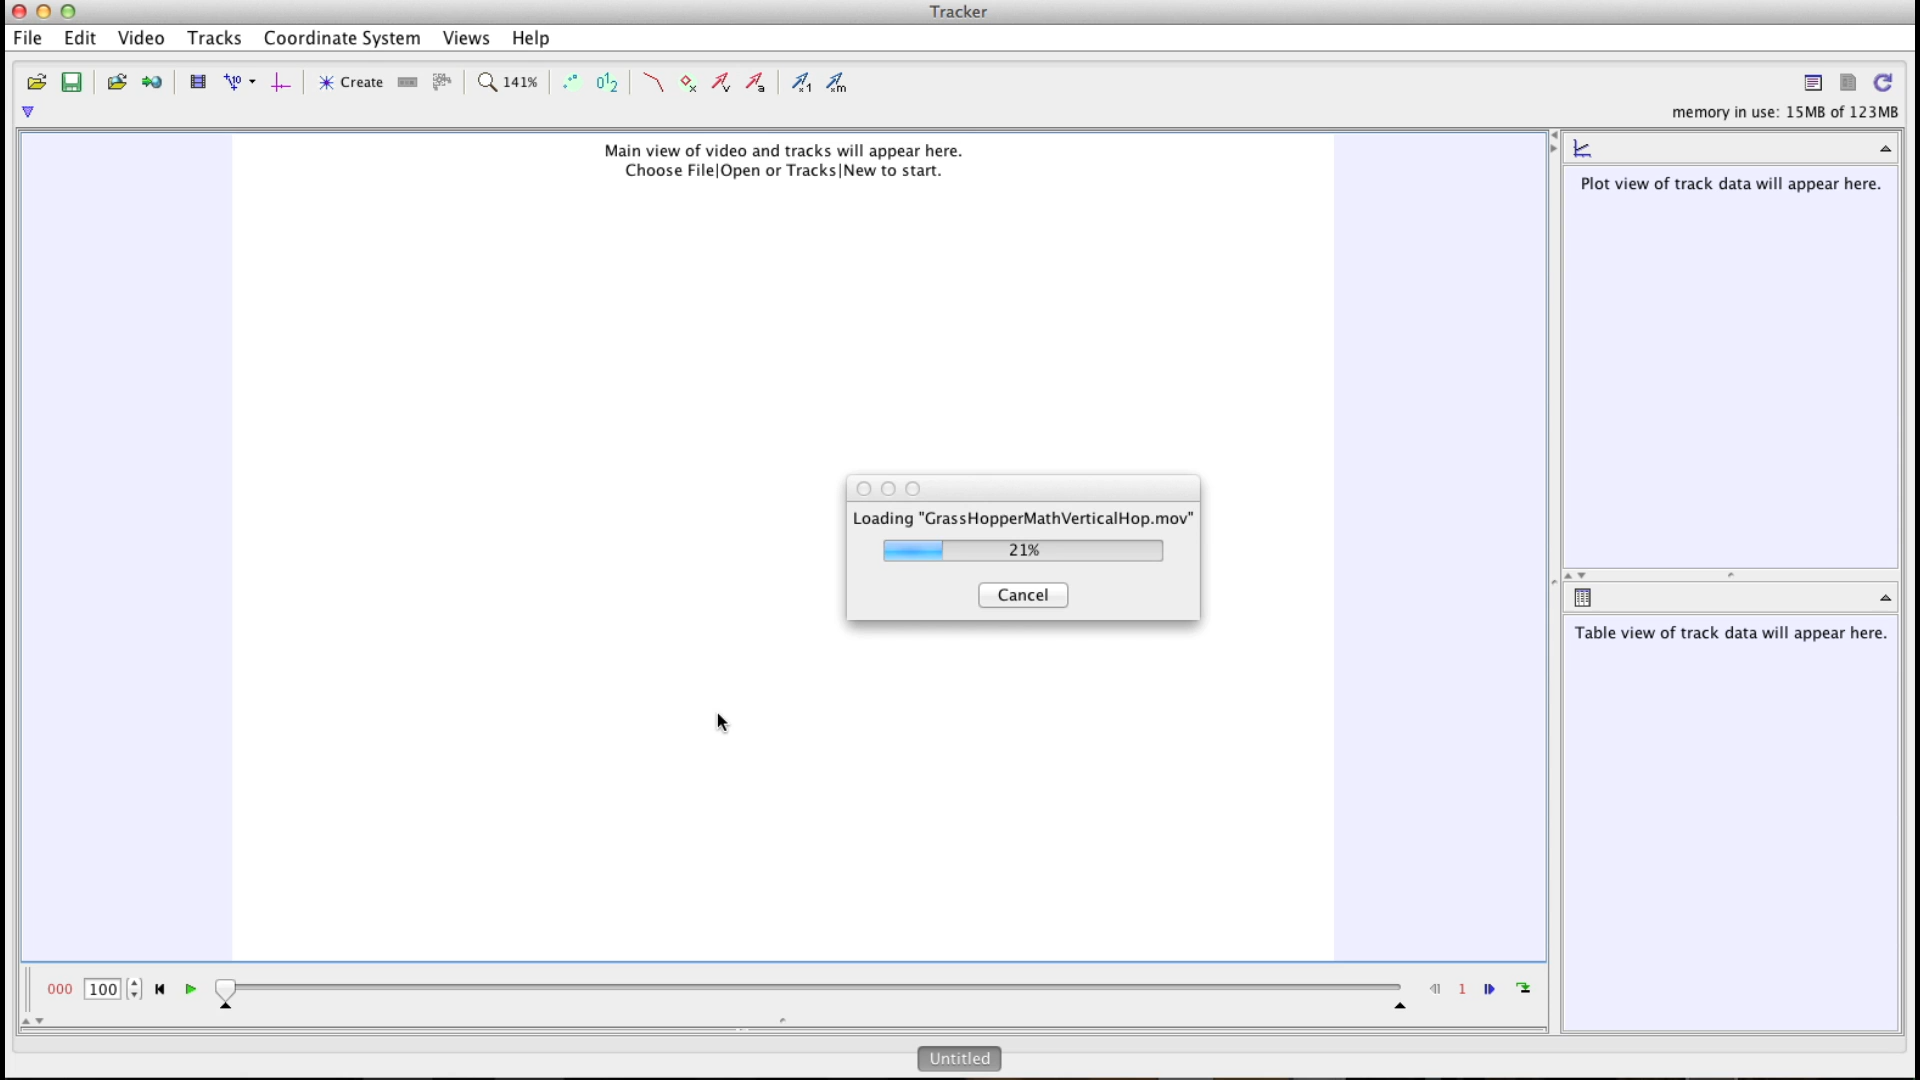 Tracker
File Edit Video Tracks Coordinate System Views Help
Create 141%
memory in use: 15MB of 123MB
Main view of video and tracks will appear here.
Choose File|Open or Tracks|New to start.
Plot view of track data will appear here.
Loading "GrassHopperMathVerticalHop.mov"
21%
Cancel
Table view of track data will appear here.
000 100 1
Untitled